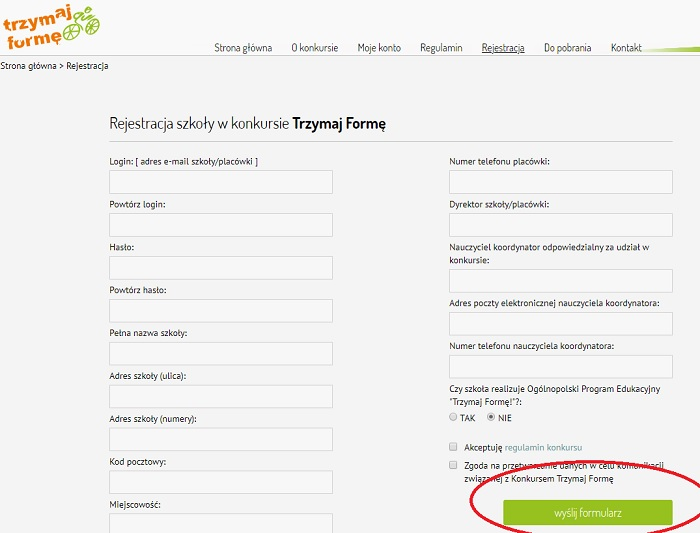 trzymaj
formę
Strona główna O konkursie Moje konto Regulamin Rejestracja Do pobrania Kontakt
Strona główna > Rejestracja
Rejestracja szkoły w konkursie Trzymaj Formę
Login: [ adres e-mail szkoły/placówki ]
Powtórz login:
Hasło:
Powtórz hasło:
Pełna nazwa szkoły:
Adres szkoły (ulica):
Adres szkoły (numery):
Kod pocztowy:
Miejscowość:
Numer telefonu placówki:
Dyrektor szkoły/placówki:
Nauczyciel koordynator odpowiedzialny za udział w
konkursie:
Adres poczty elektronicznej nauczyciela koordynatora:
Numer telefonu nauczyciela koordynatora:
Czy szkoła realizuje Ogólnopolski Program Edukacyjny
"Trzymaj Formę!"?:
TAK NIE
Akceptuję regulamin konkursu
Zgoda na przetwarzanie danych w celu komunikacji
związanej z Konkursem Trzymaj Formę
wyślij formularz